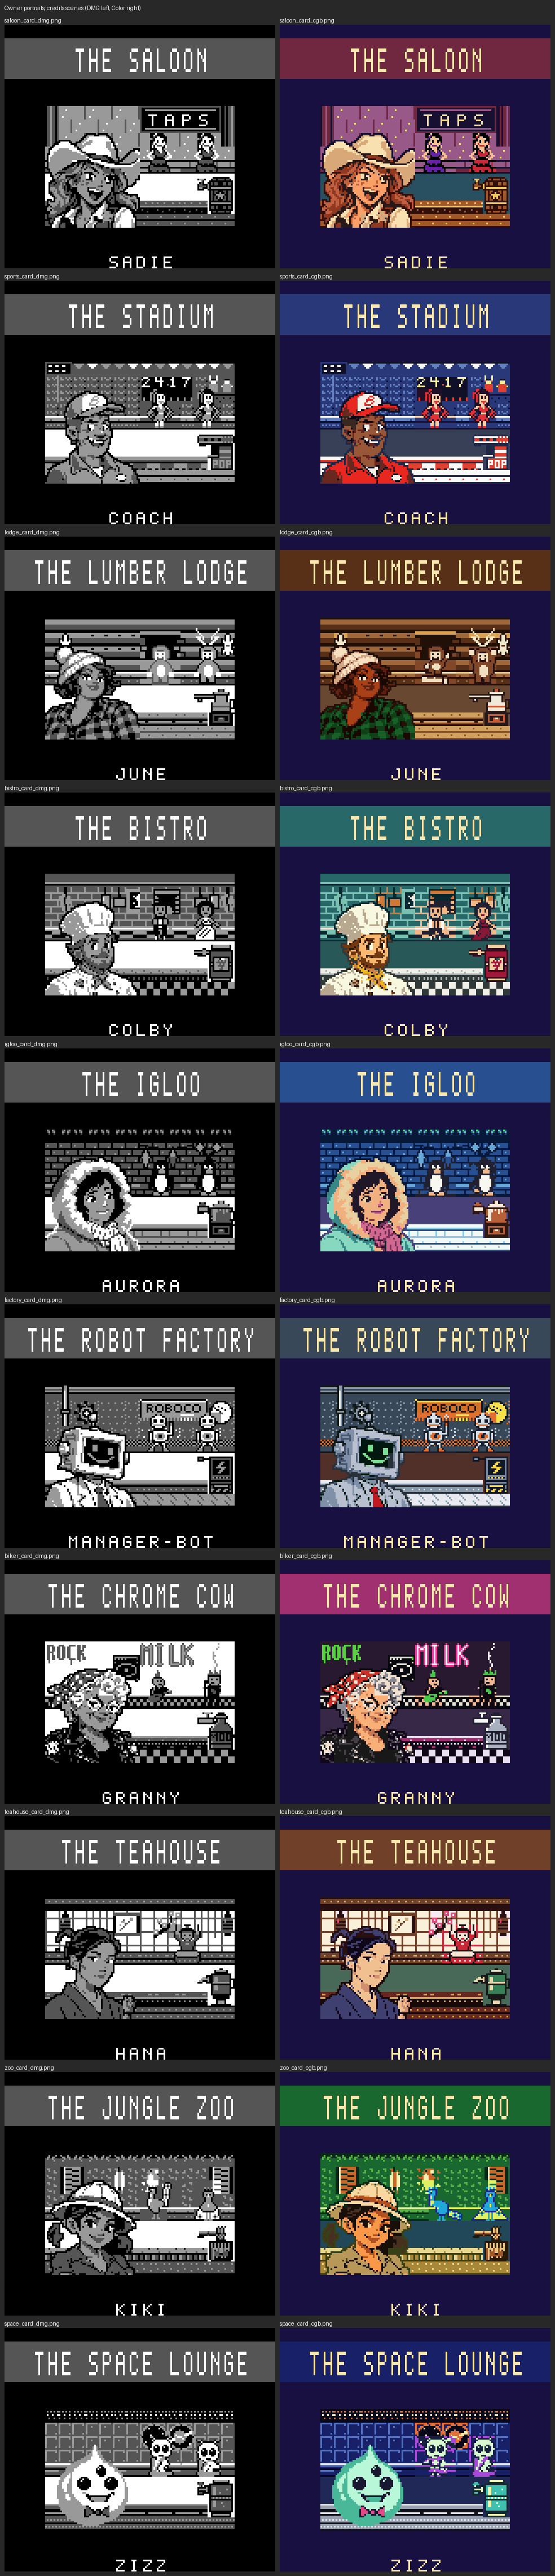 Owner portraits, credits scenes (DMG left, Color right)
saloon_card_dmg.png saloon_card_cgb.png
THE SALOON THE SALOON
TAPS TAPS
SADIE SADIE
sports_card_dmg.png sports_card_cgb.png
THE STADIUM THE STADIUM
24.17 24.17
POP POP
COACH COACH
lodge_card_dmg.png lodge_card_cgb.png
THE LUMBER LODGE THE LUMBER LODGE
JUNE JUNE
bistro_card_dmg.png bistro_card_cgb.png
THE BISTRO THE BISTRO
COLBY COLBY
igloo_card_dmg.png igloo_card_cgb.png
THE IGLOO THE IGLOO
AURORA AURORA
factory_card_dmg.png factory_card_cgb.png
THE ROBOT FACTORY THE ROBOT FACTORY
ROBOCO ROBOCO
MANAGER-BOT MANAGER-BOT
biker_card_dmg.png biker_card_cgb.png
THE CHROME COW THE CHROME COW
ROCK MILK ROCK MILK
MOO MOO
GRANNY GRANNY
teahouse_card_dmg.png teahouse_card_cgb.png
THE TEAHOUSE THE TEAHOUSE
HANA HANA
zoo_card_dmg.png zoo_card_cgb.png
THE JUNGLE ZOO THE JUNGLE ZOO
KIKI KIKI
space_card_dmg.png space_card_cgb.png
THE SPACE LOUNGE THE SPACE LOUNGE
ZIZZ ZIZZ